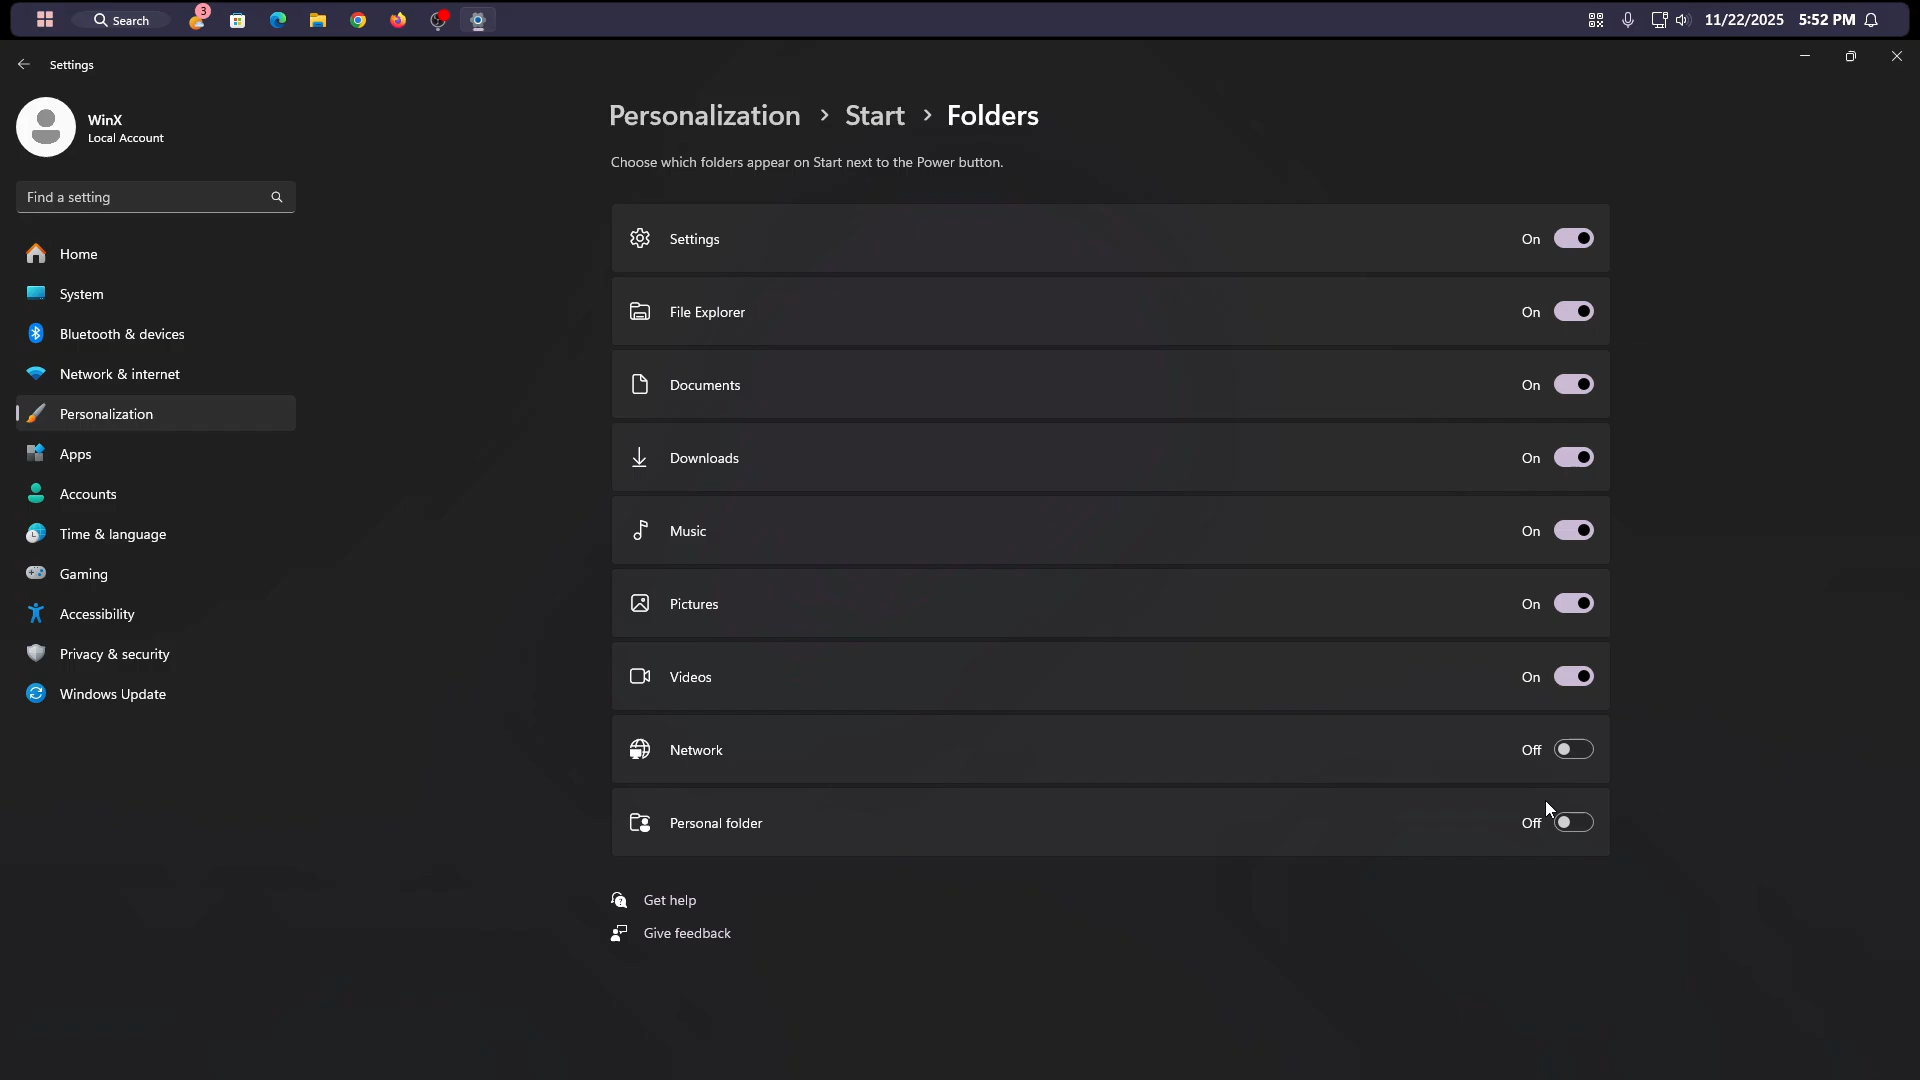 Search
3
11/22/2025
5:52 PM
Settings
WinX
Local Account
Find a setting
Home
System
Bluetooth & devices
Network & internet
Personalization
Apps
Accounts
Time & language
Gaming
Accessibility
Privacy & security
Windows Update
Personalization › Start › Folders
Choose which folders appear on Start next to the Power button.
Settings On
File Explorer On
Documents On
Downloads On
Music On
Pictures On
Videos On
Network Off
Personal folder Off
Get help
Give feedback